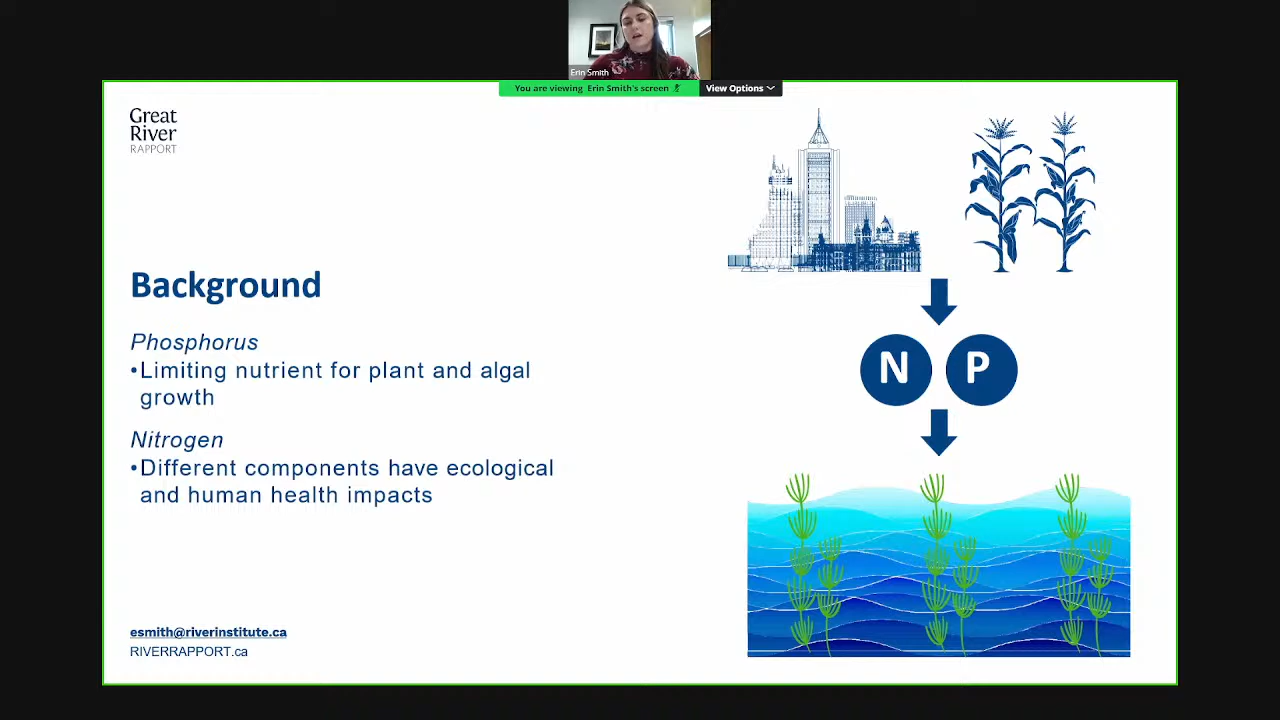 Erin Smith
You are viewing Erin Smith's screen
View Options
Great
River
RAPPORT
Background
Phosphorus
•Limiting nutrient for plant and algal
growth
Nitrogen
•Different components have ecological
and human health impacts
N P
esmith@riverinstitute.ca
RIVERRAPPORT.ca